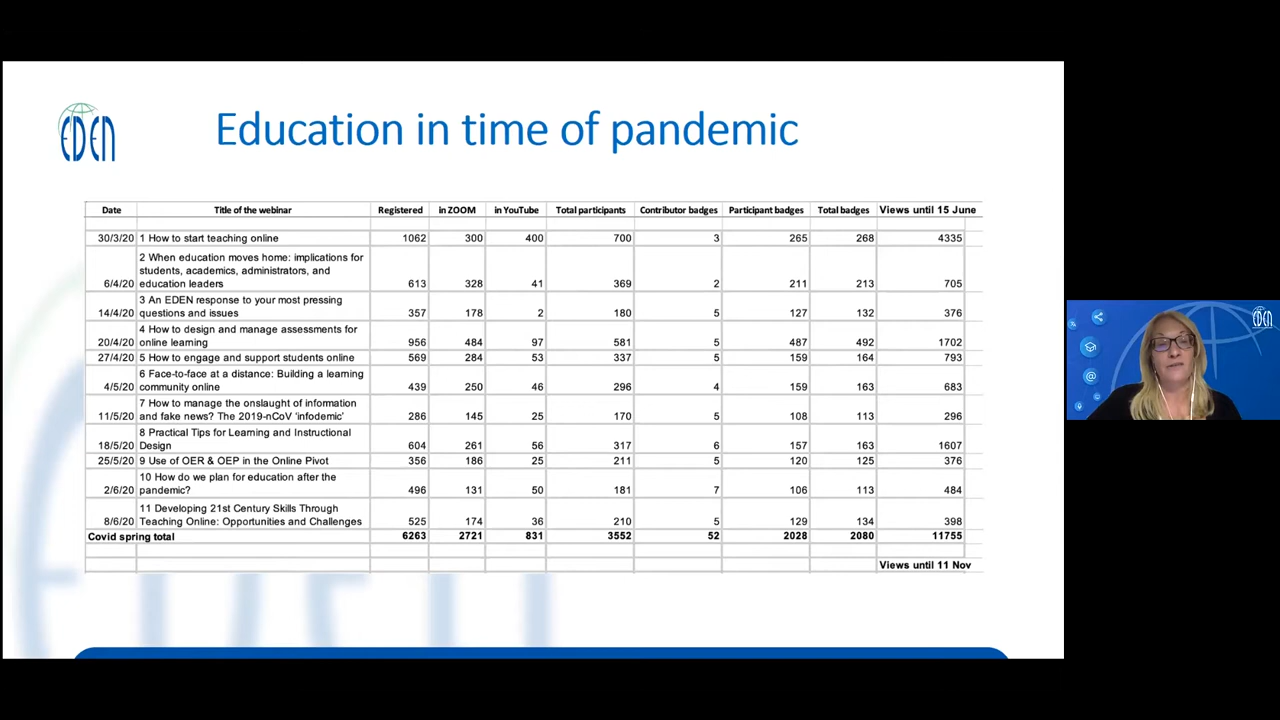 EDEN
Education in time of pandemic
Date Title of the webinar Registered in ZOOM in YouTube Total participants Contributor badges Participant badges Total badges Views until 15 June
30/3/20 1 How to start teaching online 1062 300 400 700 3 265 268 4335
2 When education moves home: implications for
students, academics, administrators, and
6/4/20 education leaders 613 328 41 369 2 211 213 705
3 An EDEN response to your most pressing
14/4/20 questions and issues 357 178 2 180 5 127 132 376
4 How to design and manage assessments for
20/4/20 online learning 956 484 97 581 5 487 492 1702
27/4/20 5 How to engage and support students online 569 284 53 337 5 159 164 793
6 Face-to-face at a distance: Building a learning
4/5/20 community online 439 250 46 296 4 159 163 683
7 How to manage the onslaught of information
11/5/20 and fake news? The 2019-nCoV 'infodemic' 286 145 25 170 5 108 113 296
8 Practical Tips for Learning and Instructional
18/5/20 Design 604 261 56 317 6 157 163 1607
25/5/20 9 Use of OER & OEP in the Online Pivot 356 186 25 211 5 120 125 376
10 How do we plan for education after the
2/6/20 pandemic? 496 131 50 181 7 106 113 484
11 Developing 21st Century Skills Through
8/6/20 Teaching Online: Opportunities and Challenges 525 174 36 210 5 129 134 398
Covid spring total 6263 2721 831 3552 52 2028 2080 11755
Views until 11 Nov
EDEN